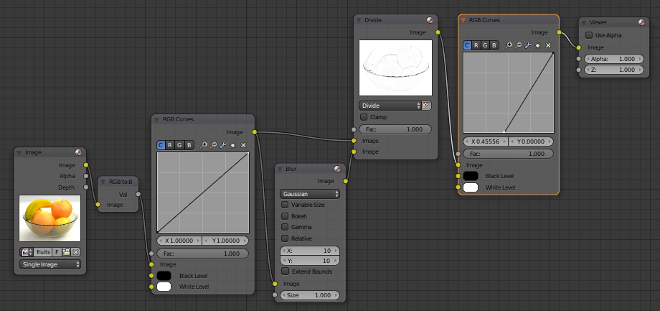 Image
Image
Alpha
Depth
fruits
F
Single Image
RGB to B
Val
Image
RGB Curves
Image
C R G B
X 1.00000
Y 1.00000
Fac: 1.000
Image
Black Level
White Level
Blur
Image
Gaussian
Variable Size
Bokeh
Gamma
Relative
X: 10
Y: 10
Extend Bounds
Image
Size 1.000
Divide
Image
Divide
Clamp
Fac: 1.000
Image
Image
RGB Curves
Image
C R G B
X 0.45556
Y 0.00000
Fac: 1.000
Image
Black Level
White Level
Viewer
Use Alpha
Image
Alpha: 1.000
Z: 1.000